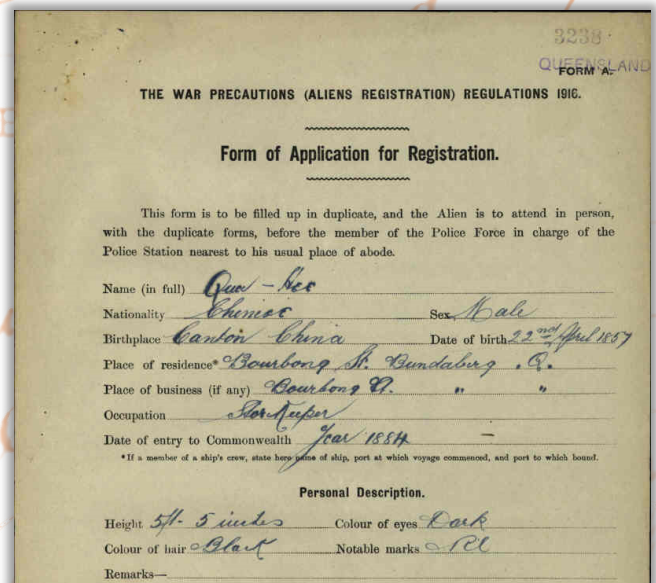 3238
QUEENSLAND
FORM A.
THE WAR PRECAUTIONS (ALIENS REGISTRATION) REGULATIONS 1916.
Form of Application for Registration.
This form is to be filled up in duplicate, and the Alien is to attend in person,
with the duplicate forms, before the member of the Police Force in charge of the
Police Station nearest to his usual place of abode.
Name (in full)
Nationality Chinese Sex Male
Birthplace Canton China Date of birth 22nd April 1857
Place of residence* Bourbong St. Bundaberg . Q.
Place of business (if any) Bourbong St. " "
Occupation Storkeeper
Date of entry to Commonwealth Year 1884 —
*If a member of a ship's crew, state here name of ship, port at which voyage commenced, and port to which bound.
Personal Description.
Height 5ft. 5 inches Colour of eyes Dark
Colour of hair Black Notable marks Nil
Remarks—